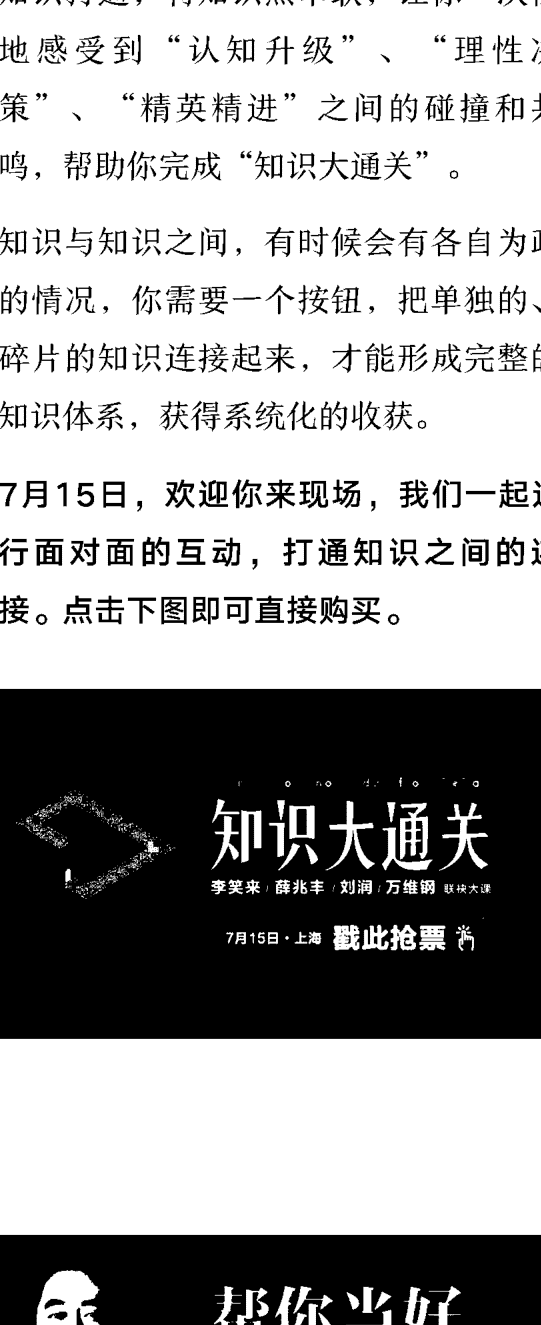 地感受到“认知升级”、“理性决
策”、“精英精进”之间的碰撞和共
鸣，帮助你完成“知识大通关”。
知识与知识之间，有时候会有各自为政
的情况，你需要一个按钮，把单独的、
碎片的知识连接起来，才能形成完整的
知识体系，获得系统化的收获。
7月15日，欢迎你来现场，我们一起进
行面对面的互动，打通知识之间的连
接。点击下图即可直接购买。
知识大通关
李笑来/薛兆丰/刘润/万维钢 联袂大课
7月15日·上海 戳此抢票
帮你当好